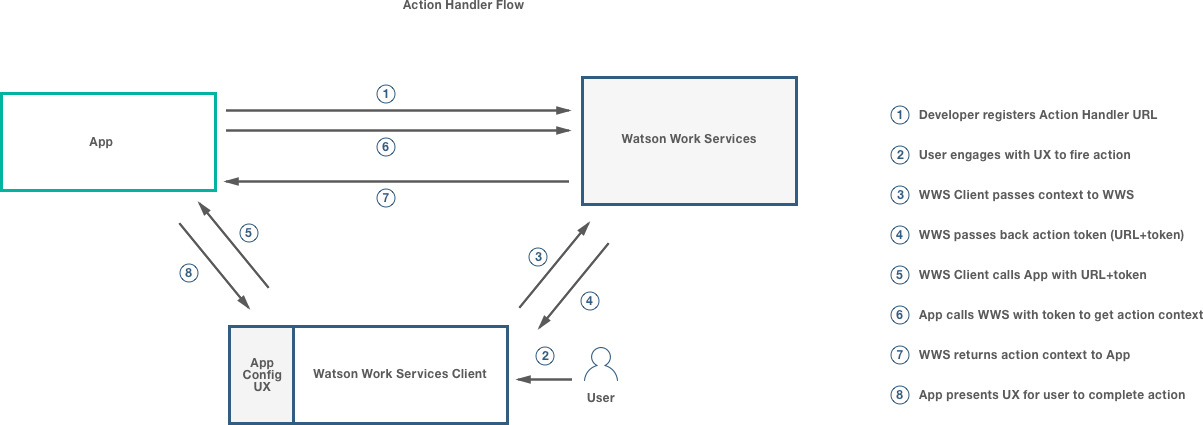 Action Handler Flow
1
App
6
Watson Work Services
7
5
8
3
4
App
Config
UX
Watson Work Services Client
2
User
1 Developer registers Action Handler URL
2 User engages with UX to fire action
3 WWS Client passes context to WWS
4 WWS passes back action token (URL+token)
5 WWS Client calls App with URL+token
6 App calls WWS with token to get action context
7 WWS returns action context to App
8 App presents UX for user to complete action